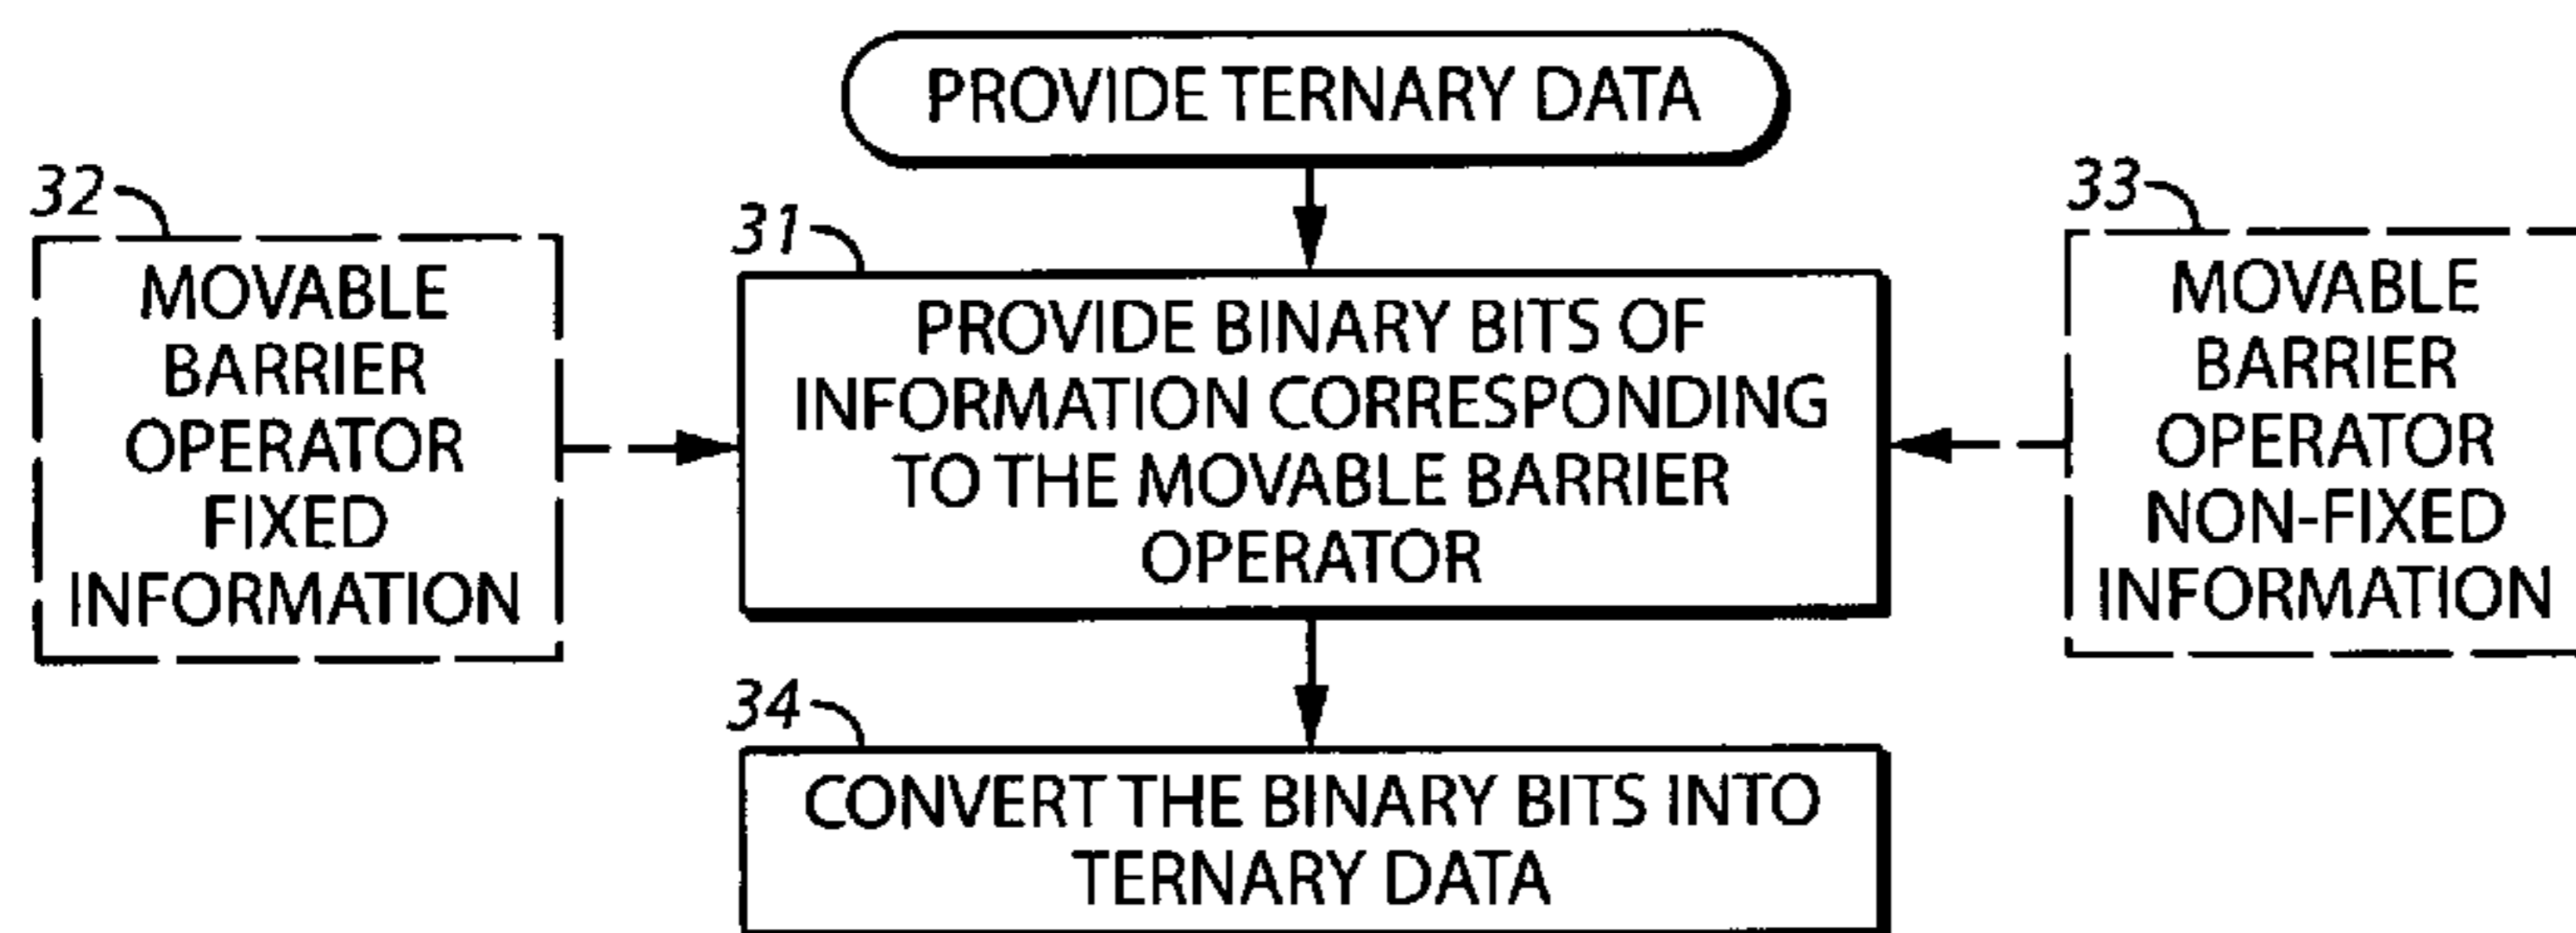 PROVIDE TERNARY DATA
32
MOVABLE
BARRIER
OPERATOR
FIXED
INFORMATION
31
PROVIDE BINARY BITS OF
INFORMATION CORRESPONDING
TO THE MOVABLE BARRIER
OPERATOR
33
MOVABLE
BARRIER
OPERATOR
NON-FIXED
INFORMATION
34
CONVERT THE BINARY BITS INTO
TERNARY DATA